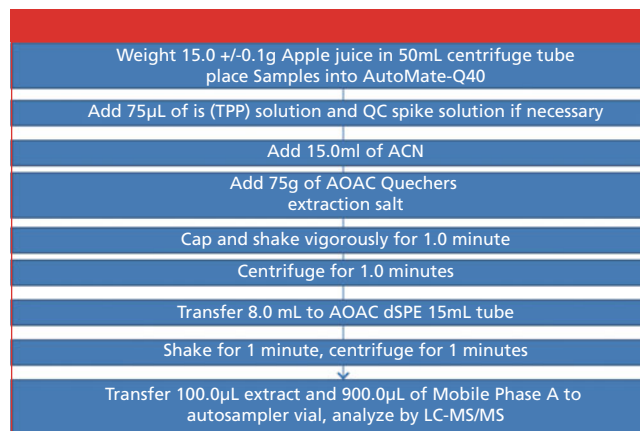 Weight 15.0 +/-0.1g Apple juice in 50mL centrifuge tube
place Samples into AutoMate-Q40
Add 75µL of is (TPP) solution and QC spike solution if necessary
Add 15.0ml of ACN
Add 75g of AOAC Quechers
extraction salt
Cap and shake vigorously for 1.0 minute
Centrifuge for 1.0 minutes
Transfer 8.0 mL to AOAC dSPE 15mL tube
Shake for 1 minute, centrifuge for 1 minutes
Transfer 100.0µL extract and 900.0µL of Mobile Phase A to
autosampler vial, analyze by LC-MS/MS